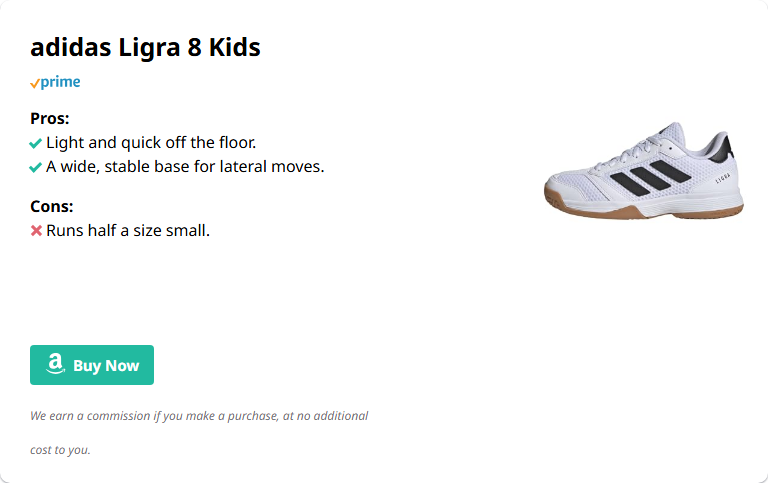 adidas Ligra 8 Kids
prime
Pros:
Light and quick off the floor.
A wide, stable base for lateral moves.
Cons:
Runs half a size small.
LIGRA
a Buy Now
We earn a commission if you make a purchase, at no additional
cost to you.